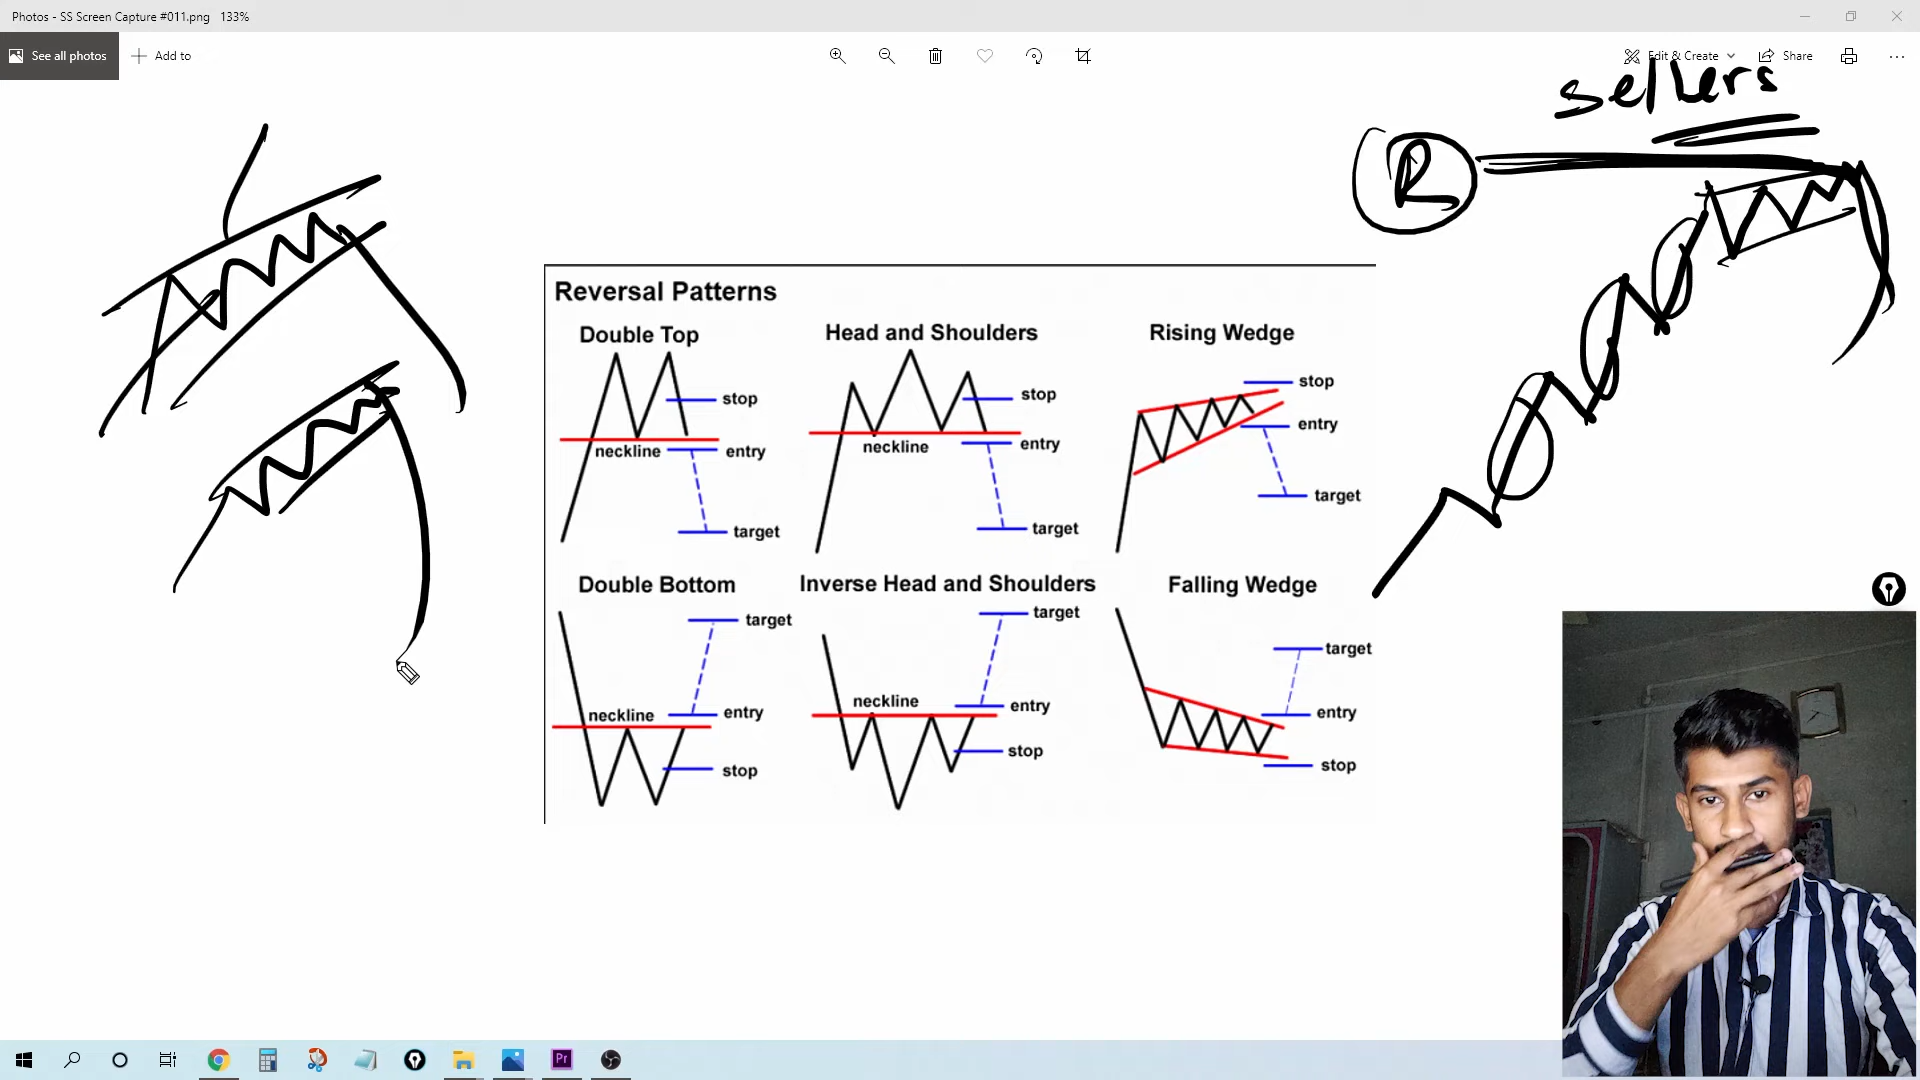 Photos - SS Screen Capture #011.png 133%
See all photos
Add to
Edit & Create
Share
sellers
R
Reversal Patterns
Double Top
stop
neckline
entry
target
Head and Shoulders
stop
neckline
entry
target
Rising Wedge
stop
entry
target
Double Bottom
target
neckline
entry
stop
Inverse Head and Shoulders
target
neckline
entry
stop
Falling Wedge
target
entry
stop
Pr